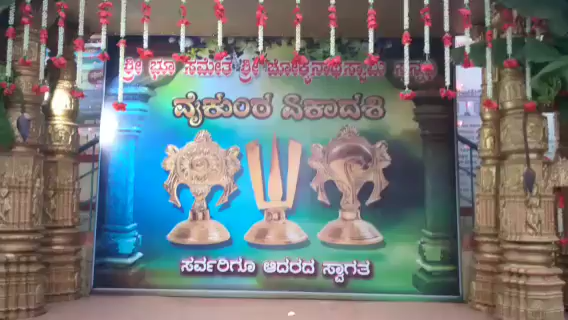 ಶ್ರೀ ಭೂ ಸಮೇತ ಶ್ರೀ
ವೈಕುಂಠ ಏಕಾದಶಿ
ಸರ್ವರಿಗೂ ಆದರದ ಸ್ವಾಗತ